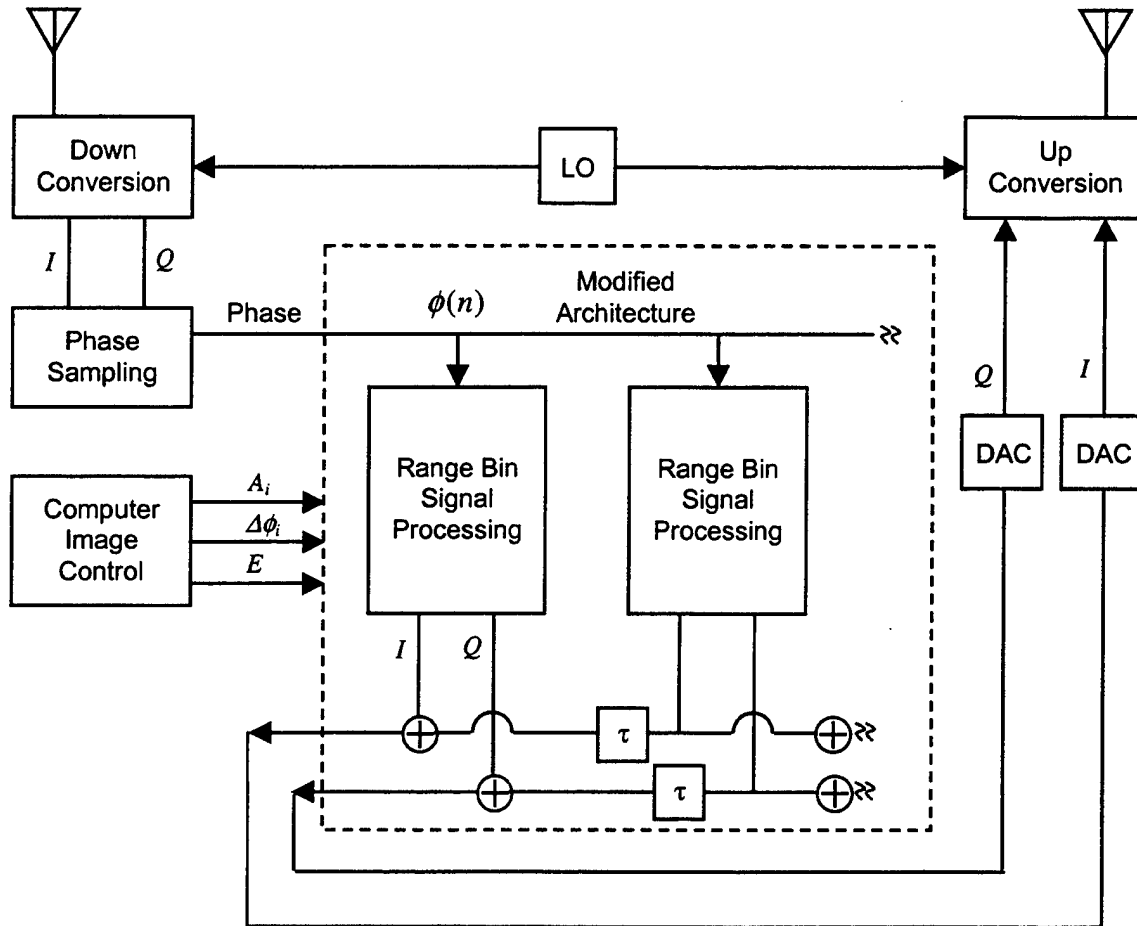 Down
Conversion
LO
Up
Conversion
I
Q
Phase
Sampling
Phase
ϕ(n)
Modified
Architecture
Q
I
DAC
DAC
Range Bin
Signal
Processing
Range Bin
Signal
Processing
Computer
Image
Control
A_i
Δϕ_i
E
I
Q
τ
τ